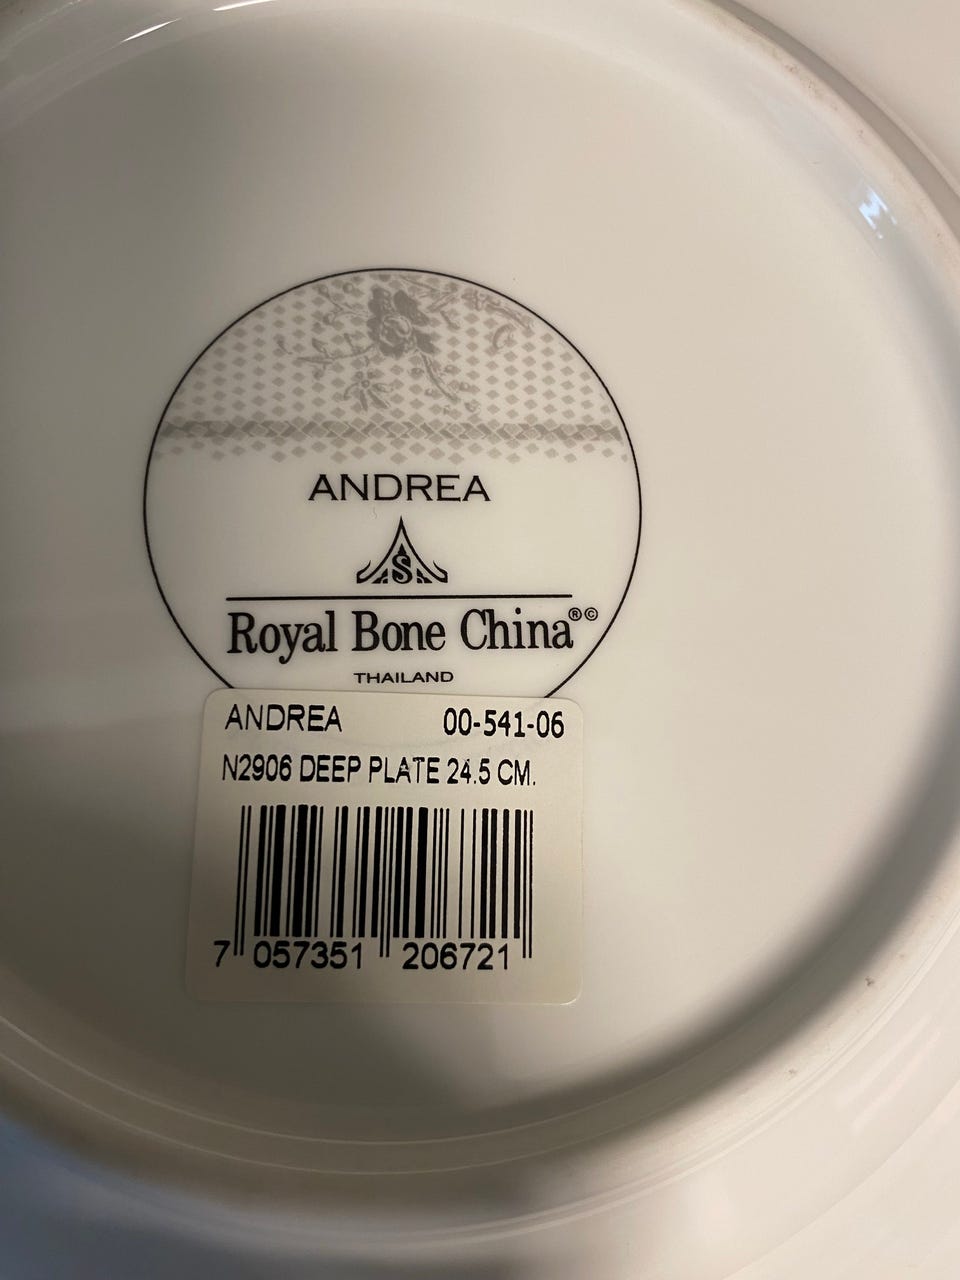 ANDREA
S
Royal Bone China®©
THAILAND
ANDREA 00-541-06
N2906 DEEP PLATE 24.5 CM.
7 057351 206721